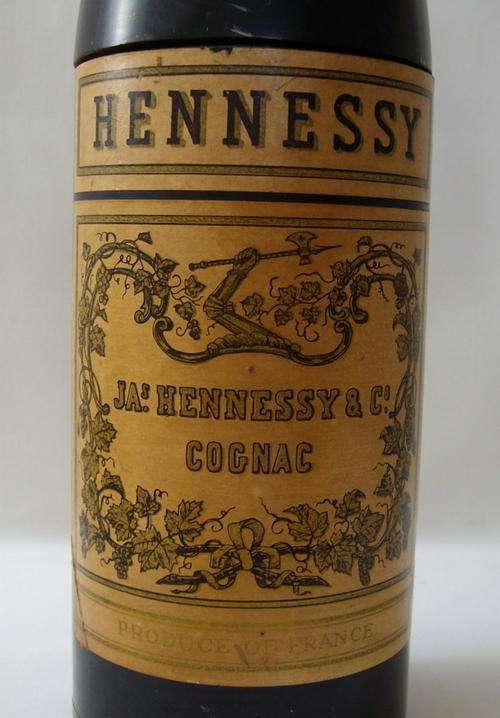 HENNESSY
JAS HENNESSY & Co
COGNAC
PRODUCE OF FRANCE